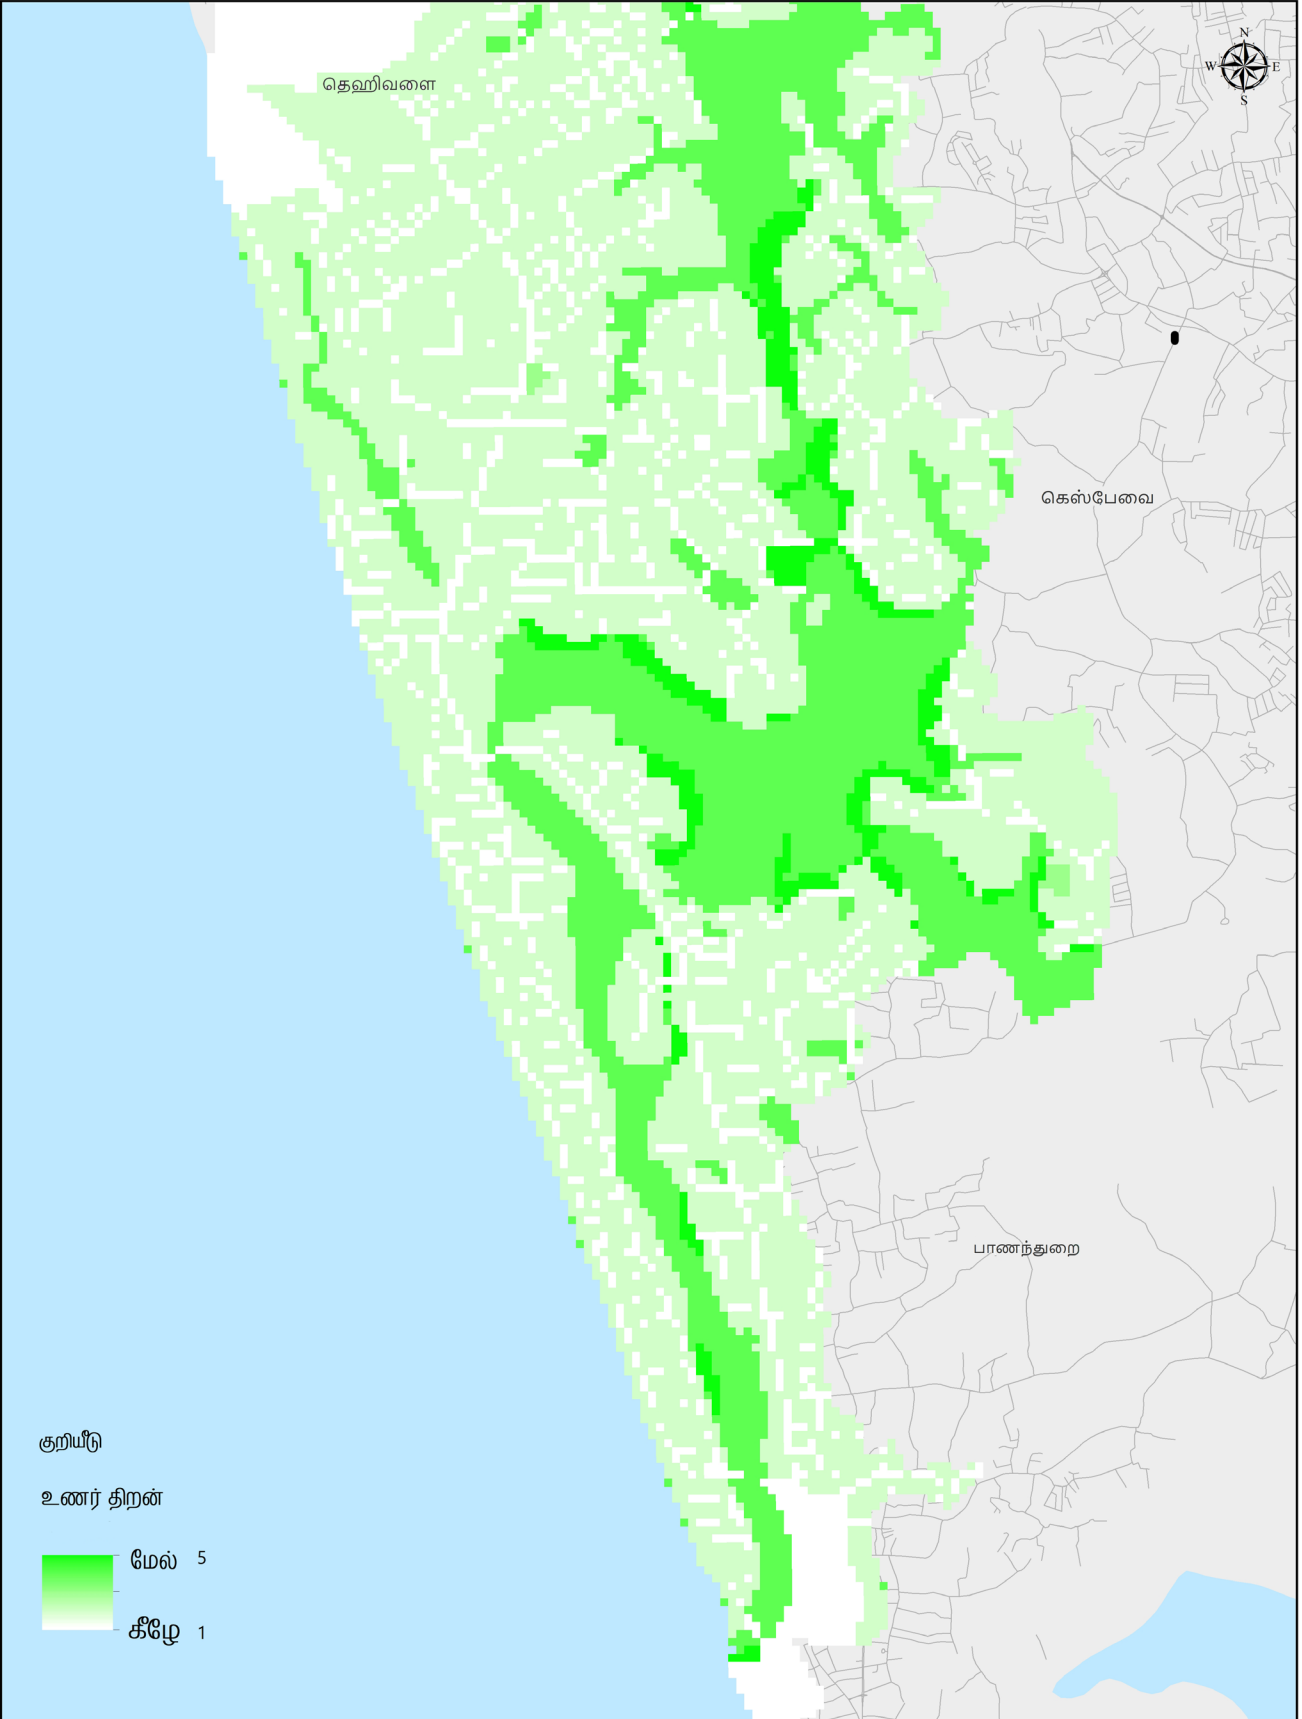 N
W E
S
தெஹிவளை
கெஸ்பேவை
பாணந்துறை
குறியீடு
உணர் திறன்
மேல் 5
கீழே 1